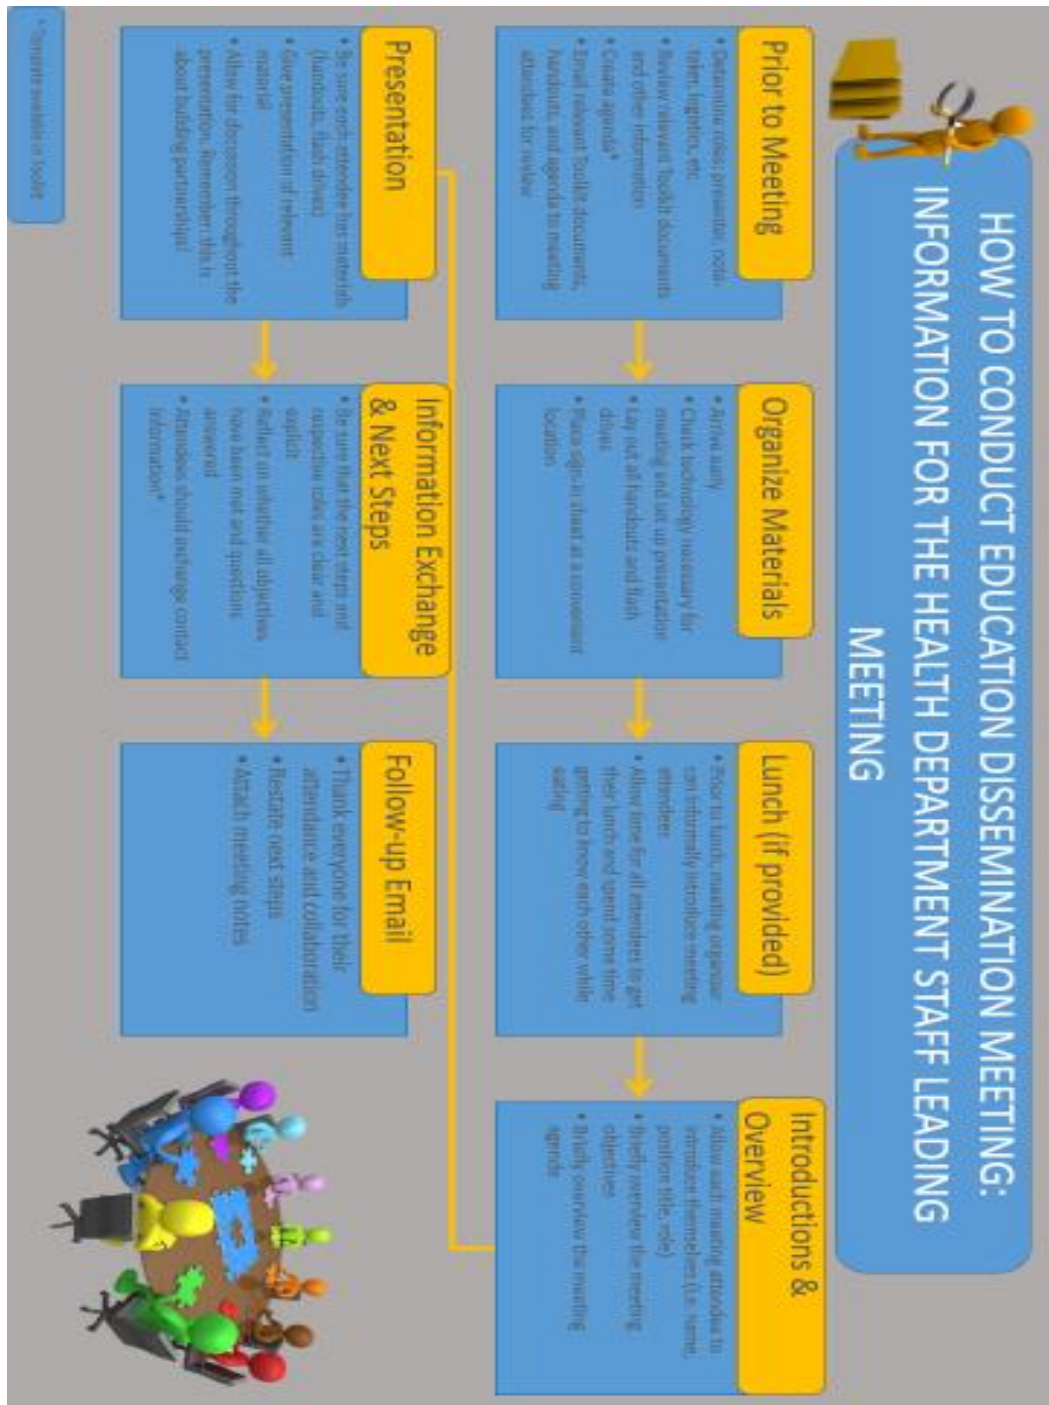 HOW TO CONDUCT EDUCATION DISSEMINATION MEETING:
INFORMATION FOR THE HEALTH DEPARTMENT STAFF LEADING
MEETING
Prior to Meeting
• Determine roles: presenter, note-
taker, logistics, etc
• Review relevant Toolkit documents
and other information
• Create agenda*
• Email relevant Toolkit documents,
handouts, and agenda to meeting
attendees for review
Organize Materials
• Arrive early
• Check technology necessary for
meeting and set up presentation
• Lay out all handouts and flash
drives
• Place sign-in sheet at a convenient
location
Lunch (if provided)
• Prior to lunch, meeting organizer
can informally introduce meeting
attendees
• Allow time for all attendees to get
their lunch and spend some time
getting to know each other while
eating
Introductions &
Overview
• Allow each meeting attendee to
introduce themselves (i.e. name,
position title, role)
• Briefly overview the meeting
objectives
• Briefly overview the meeting
agenda
Presentation
• Be sure each attendee has materials
(handouts, flash drives)
• Give presentation of relevant
material
• Allow for discussion throughout the
presentation. Remember: this is
about building partnerships!
Information Exchange
& Next Steps
• Be sure that the next steps and
respective roles are clear and
explicit
• Reflect on whether all objectives
have been met and questions
answered
• Attendees should exchange contact
information*
Follow-up Email
• Thank everyone for their
attendance and collaboration
• Restate next steps
• Attach meeting notes
* Template available in Toolkit